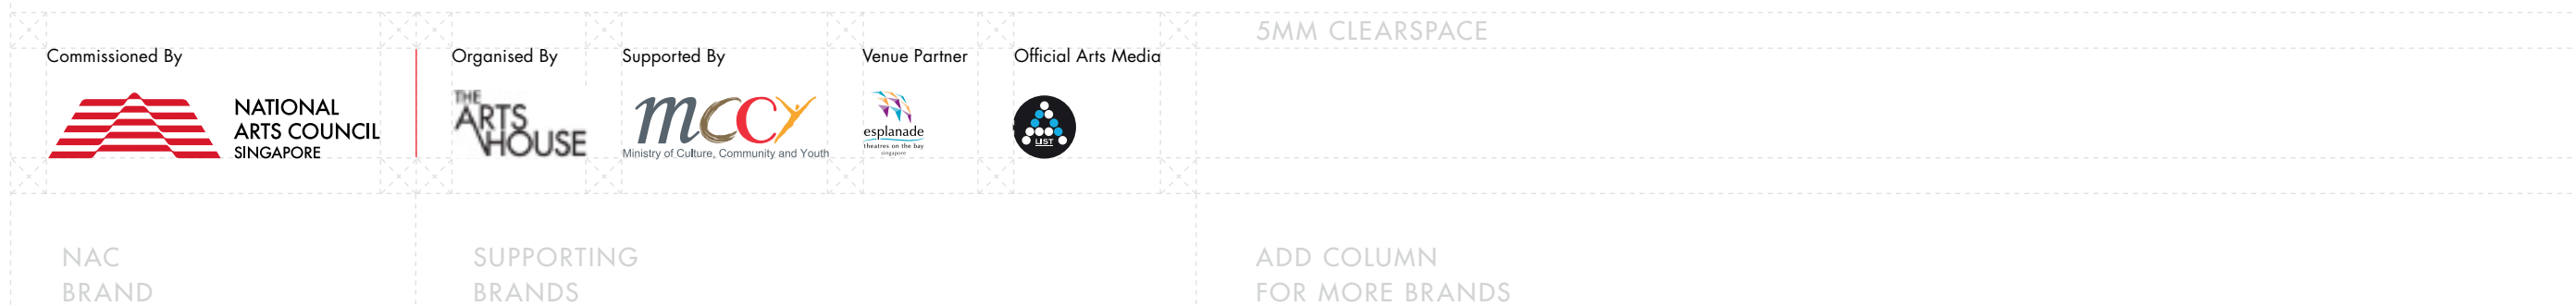 5MM CLEARSPACE
Commissioned By
Organised By
Supported By
Venue Partner
Official Arts Media
NATIONAL
ARTS COUNCIL
SINGAPORE
THE
ARTS
HOUSE
mccy
Ministry of Culture, Community and Youth
esplanade
theatres on the bay
singapore
LIST
NAC
BRAND
SUPPORTING
BRANDS
ADD COLUMN
FOR MORE BRANDS